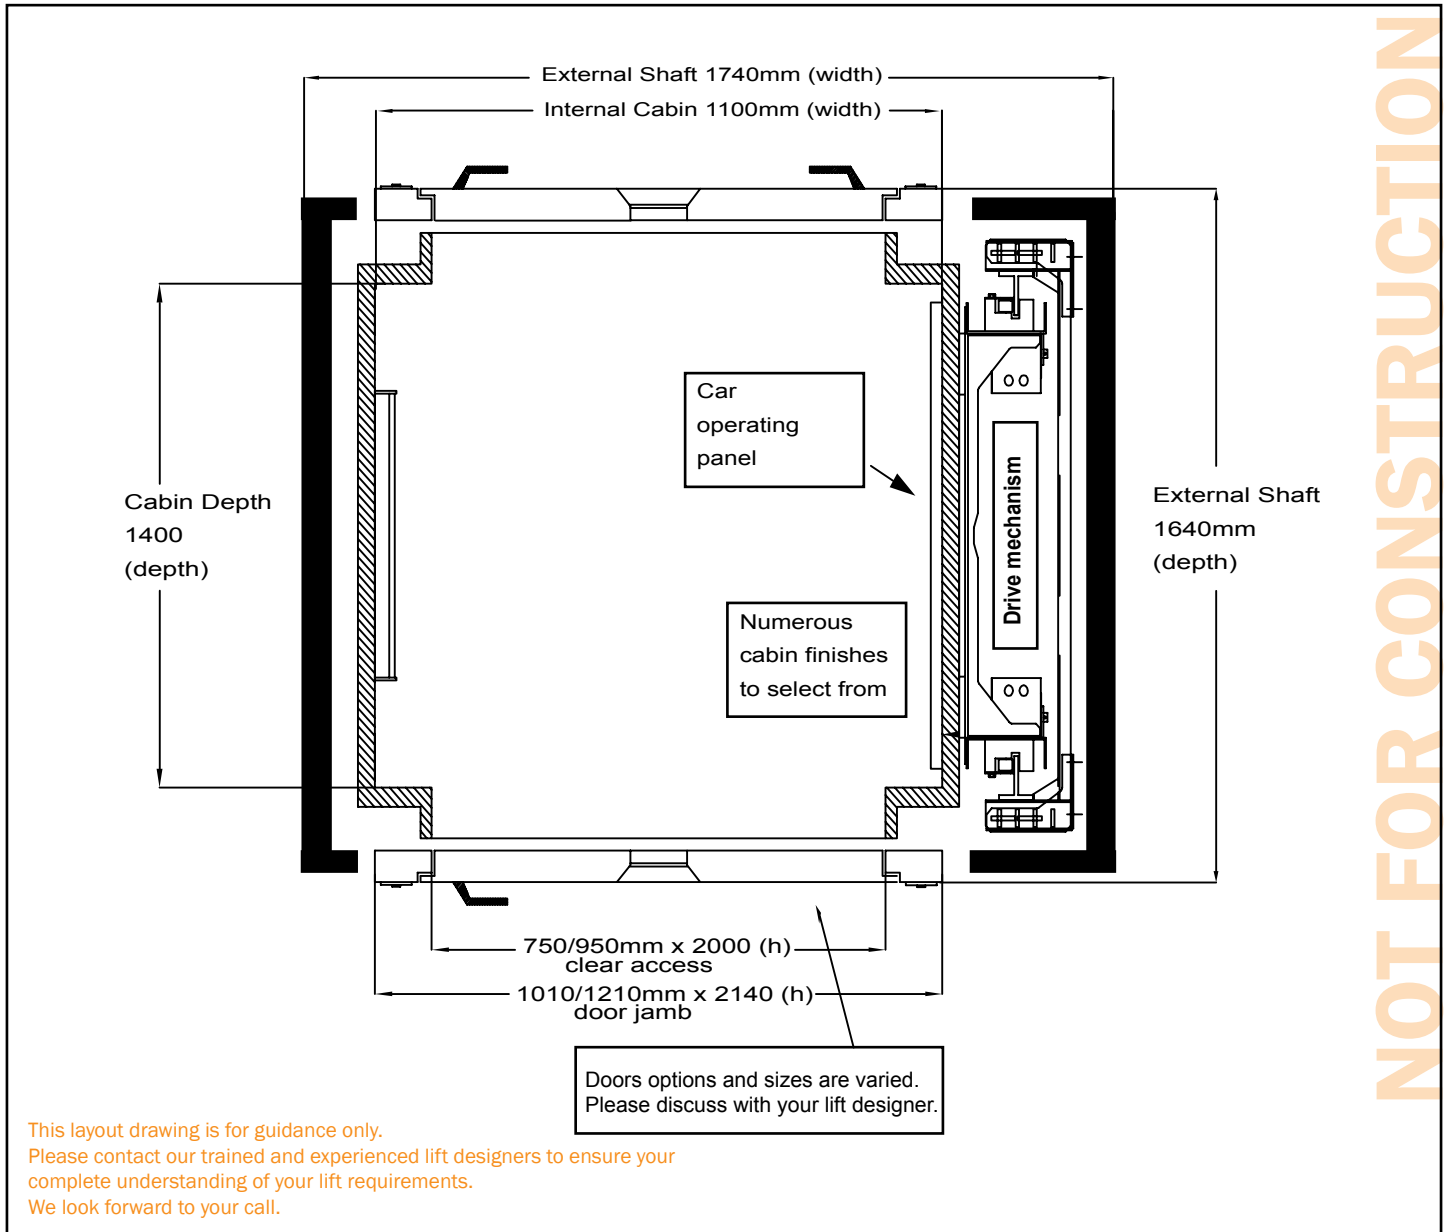 External Shaft 1740mm (width)
Internal Cabin 1100mm (width)
NOT FOR CONSTRUCTION
Car
operating
panel
Cabin Depth
1400
(depth)
Drive mechanism
External Shaft
1640mm
(depth)
Numerous
cabin finishes
to select from
750/950mm x 2000 (h)
clear access
1010/1210mm x 2140 (h)
door jamb
Doors options and sizes are varied.
Please discuss with your lift designer.
This layout drawing is for guidance only.
Please contact our trained and experienced lift designers to ensure your
complete understanding of your lift requirements.
We look forward to your call.